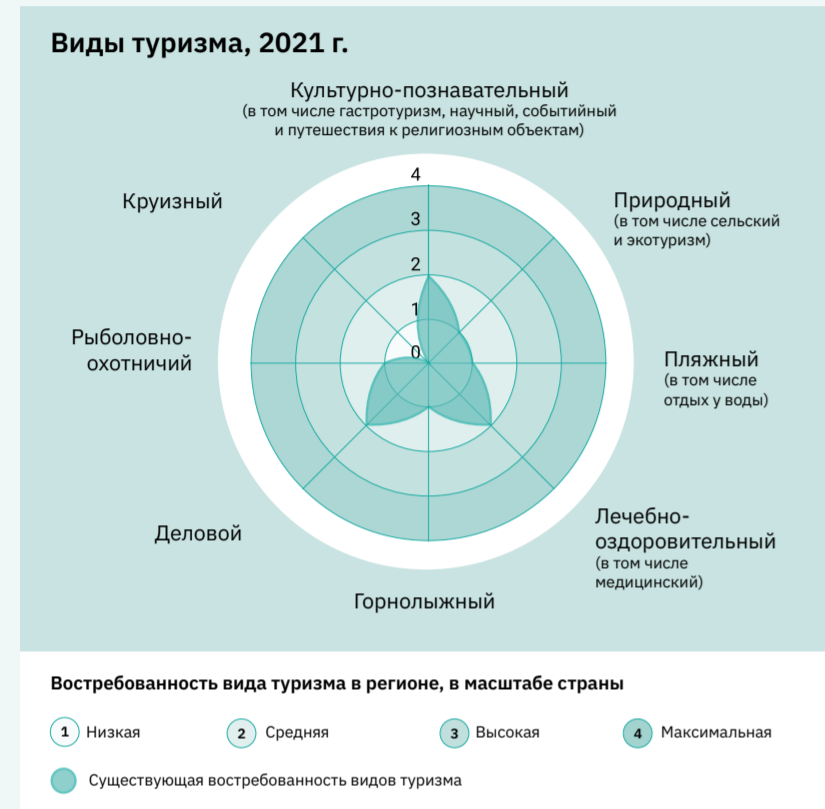 Виды туризма, 2021 г.
Культурно-познавательный
(в том числе гастротуризм, научный, событийный
и путешествия к религиозным объектам)
4
Круизный
Природный
(в том числе сельский
и экотуризм)
3
2
1
Рыболовно-
охотничий
0
Пляжный
(в том числе
отдых у воды)
Деловой
Лечебно-
оздоровительный
(в том числе
медицинский)
Горнолыжный
Востребованность вида туризма в регионе, в масштабе страны
1 Низкая 2 Средняя 3 Высокая 4 Максимальная
Существующая востребованность видов туризма